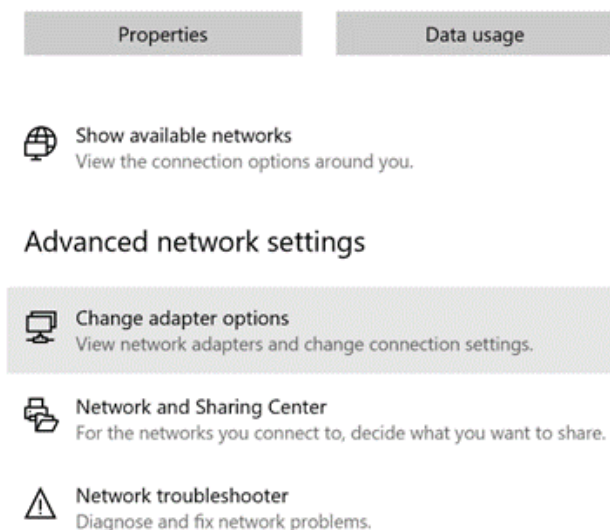 Properties
Data usage
Show available networks
View the connection options around you.
Advanced network settings
Change adapter options
View network adapters and change connection settings.
Network and Sharing Center
For the networks you connect to, decide what you want to share.
Network troubleshooter
Diagnose and fix network problems.